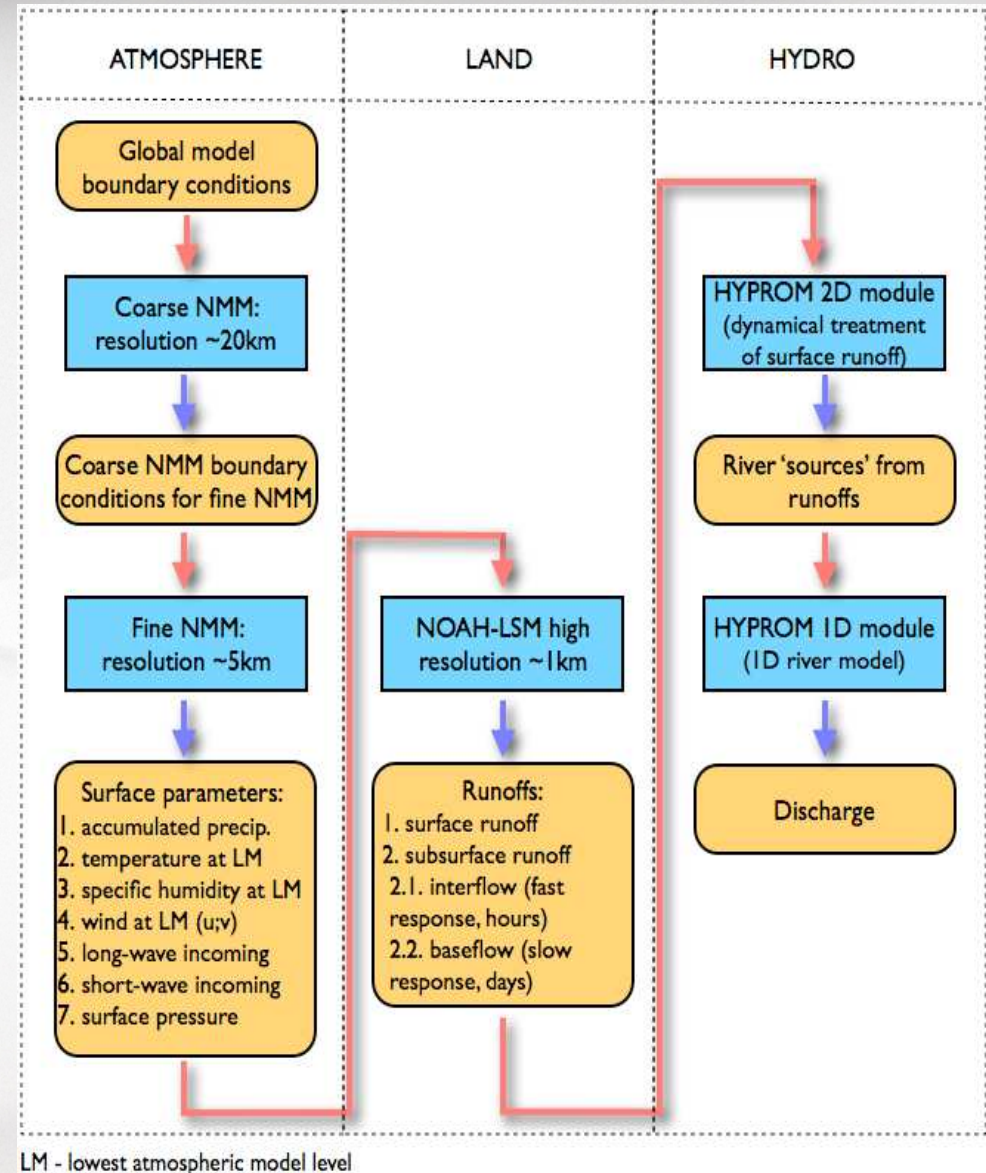 ATMOSPHERE
Global model
boundary conditions
Coarse NMM:
resolution ~20km
Coarse NMM boundary
conditions for fine NMM
Fine NMM:
resolution ~5km
Surface parameters:
1. accumulated precip.
2. temperature at LM
3. specific humidity at LM
4. wind at LM (u;v)
5. long-wave incoming
6. short-wave incoming
7. surface pressure
LAND
NOAH-LSM high
resolution ~1km
Runoffs:
1. surface runoff
2. subsurface runoff
2.1. interflow (fast
response, hours)
2.2. baseflow (slow
response, days)
HYDRO
HYPROM 2D module
(dynamical treatment
of surface runoff)
River ‘sources’ from
runoffs
HYPROM 1D module
(1D river model)
Discharge
LM - lowest atmospheric model level